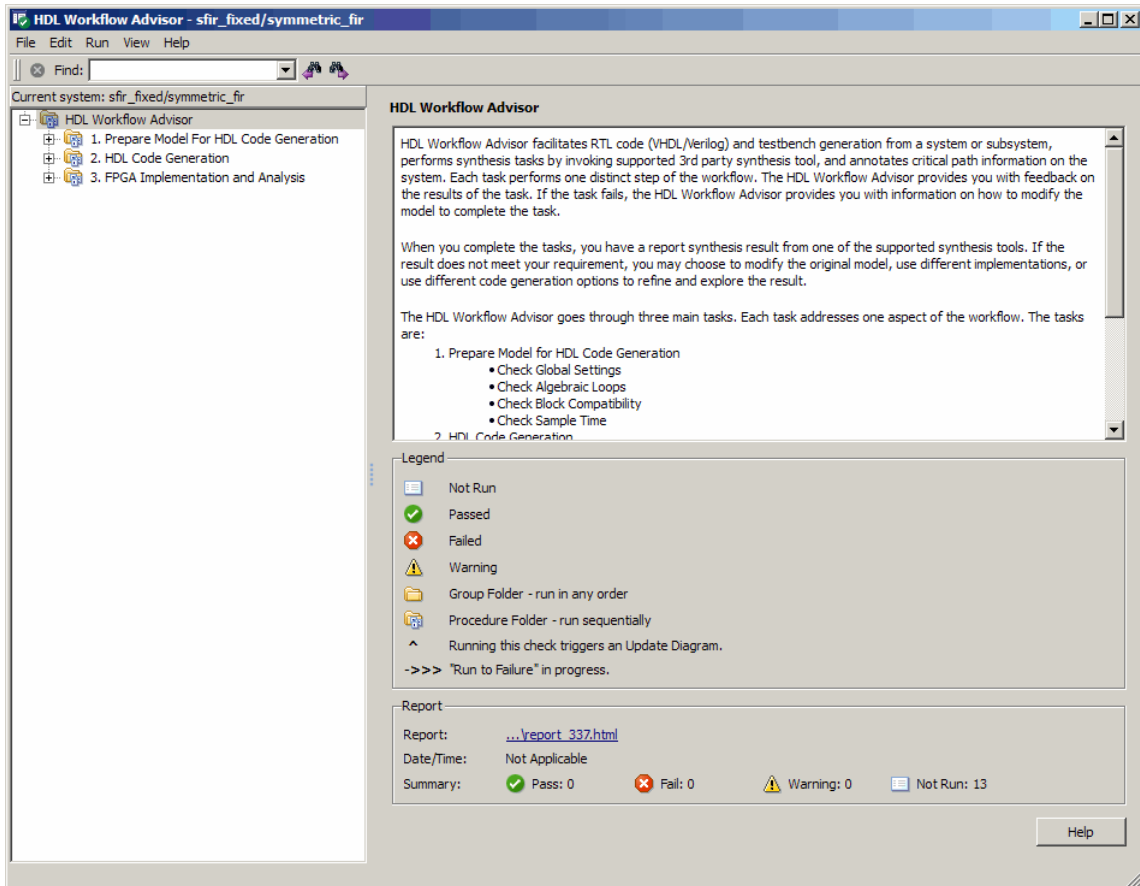 HDL Workflow Advisor - sfir_fixed/symmetric_fir
File Edit Run View Help
Find:
Current system: sfir_fixed/symmetric_fir
HDL Workflow Advisor
1. Prepare Model For HDL Code Generation
2. HDL Code Generation
3. FPGA Implementation and Analysis
HDL Workflow Advisor
HDL Workflow Advisor facilitates RTL code (VHDL/Verilog) and testbench generation from a system or subsystem,
performs synthesis tasks by invoking supported 3rd party synthesis tool, and annotates critical path information on the
system. Each task performs one distinct step of the workflow. The HDL Workflow Advisor provides you with feedback on
the results of the task. If the task fails, the HDL Workflow Advisor provides you with information on how to modify the
model to complete the task.
When you complete the tasks, you have a report synthesis result from one of the supported synthesis tools. If the
result does not meet your requirement, you may choose to modify the original model, use different implementations, or
use different code generation options to refine and explore the result.
The HDL Workflow Advisor goes through three main tasks. Each task addresses one aspect of the workflow. The tasks
are:
1. Prepare Model for HDL Code Generation
• Check Global Settings
• Check Algebraic Loops
• Check Block Compatibility
• Check Sample Time
2. HDL Code Generation
Legend
Not Run
Passed
Failed
Warning
Group Folder - run in any order
Procedure Folder - run sequentially
^ Running this check triggers an Update Diagram.
->>> "Run to Failure" in progress.
Report
Report: ...\report_337.html
Date/Time: Not Applicable
Summary: Pass: 0 Fail: 0 Warning: 0 Not Run: 13
Help